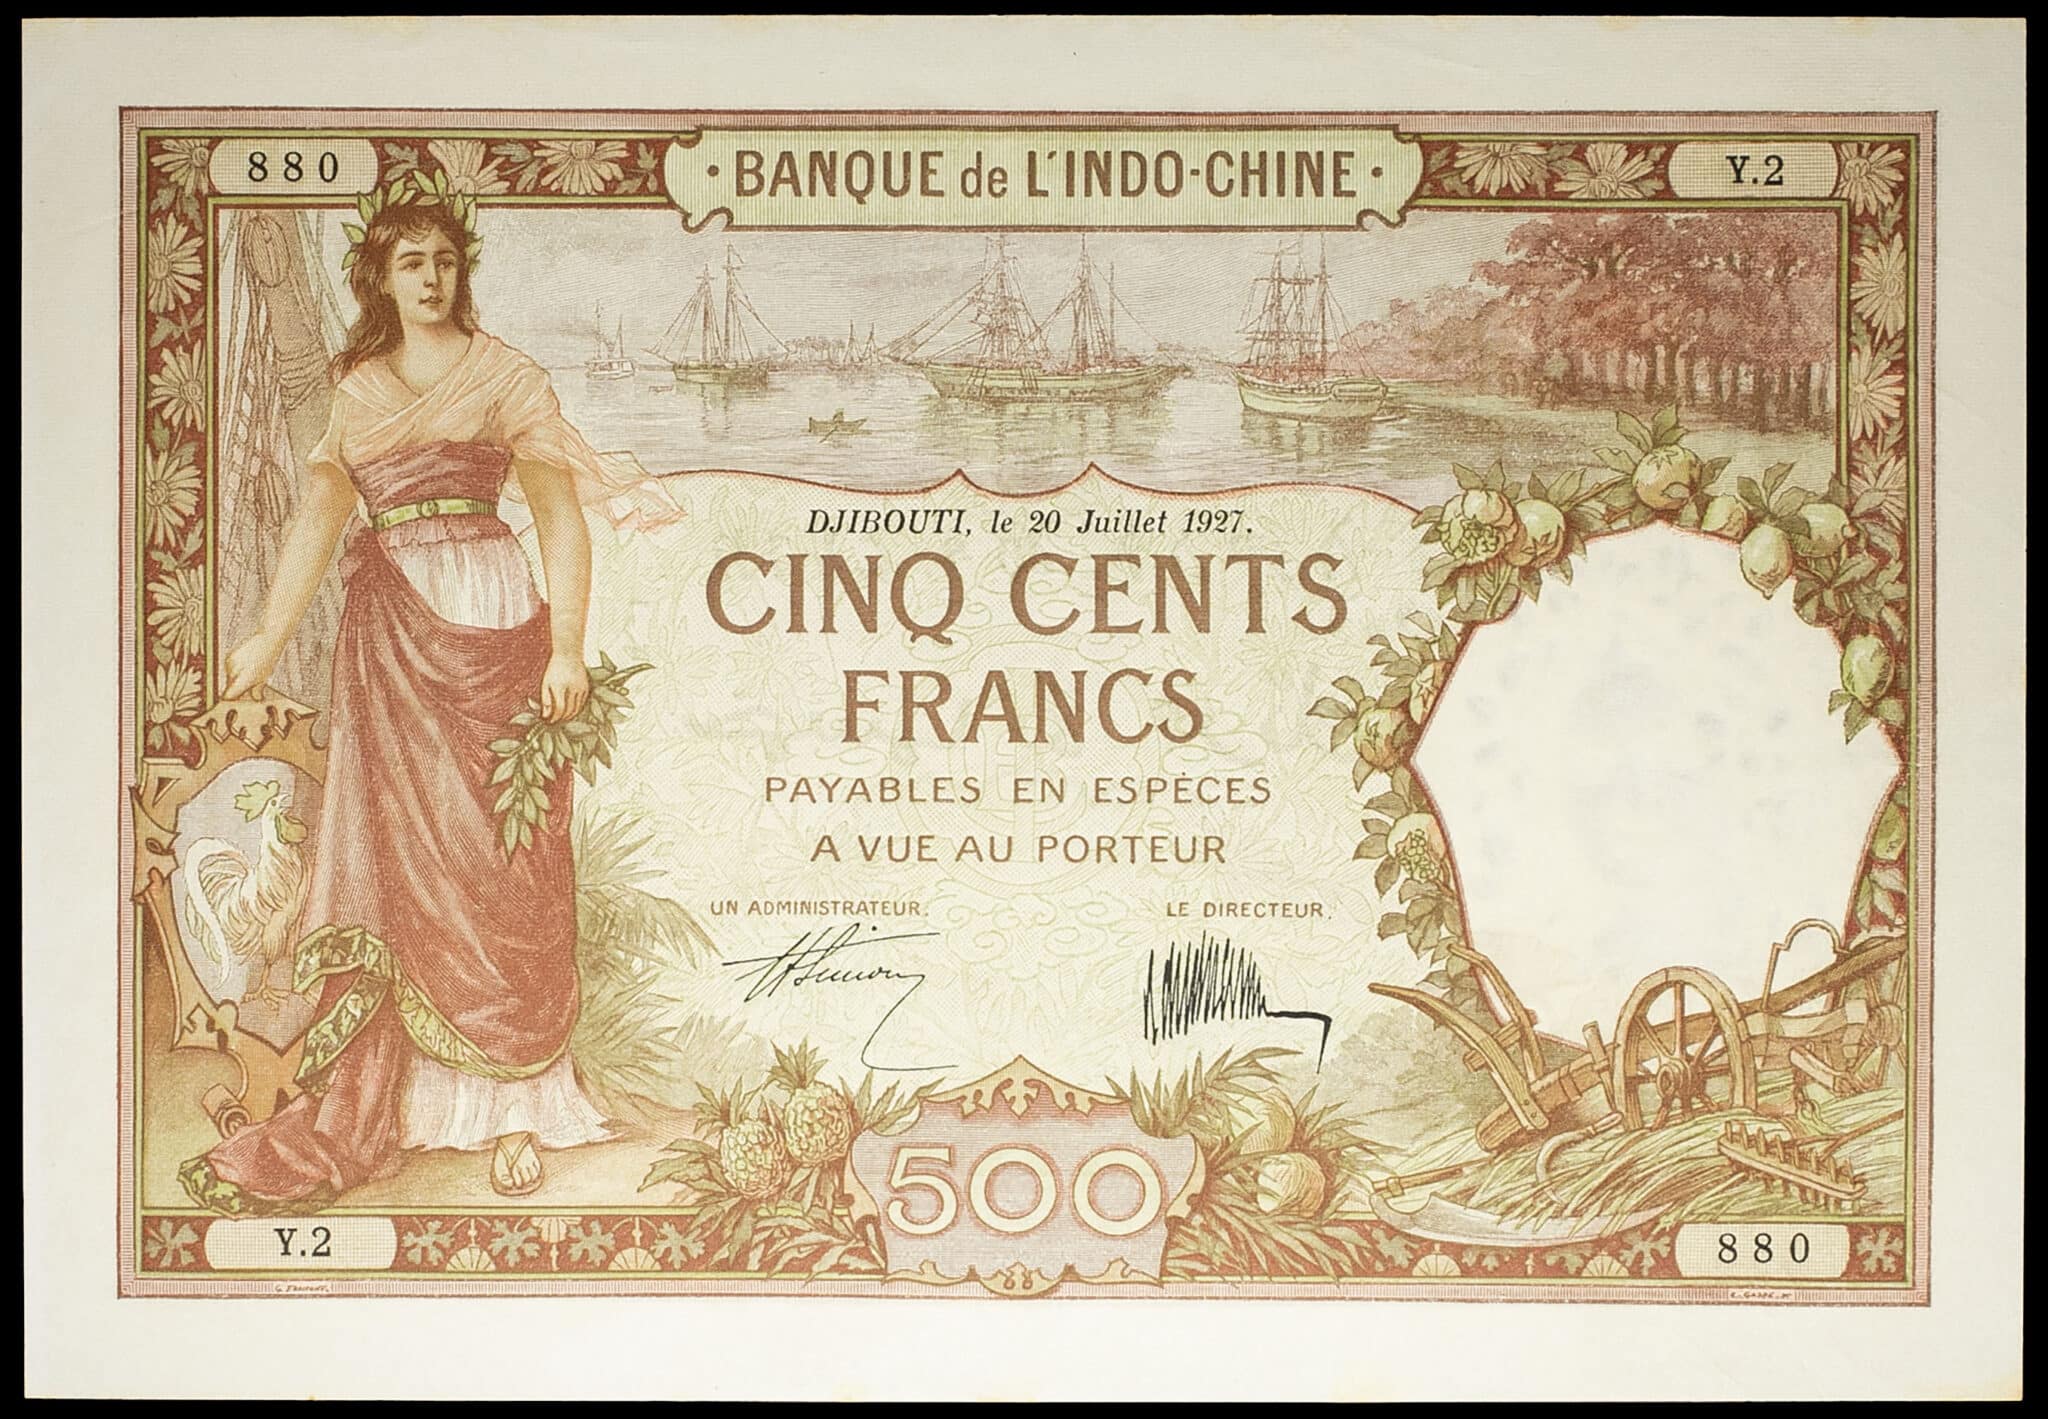 880
· BANQUE de L'INDO-CHINE ·
Y.2
DJIBOUTI, le 20 Juillet 1927.
CINQ CENTS
FRANCS
PAYABLES EN ESPÈCES
A VUE AU PORTEUR
UN ADMINISTRATEUR.
LE DIRECTEUR.
500
Y.2
880